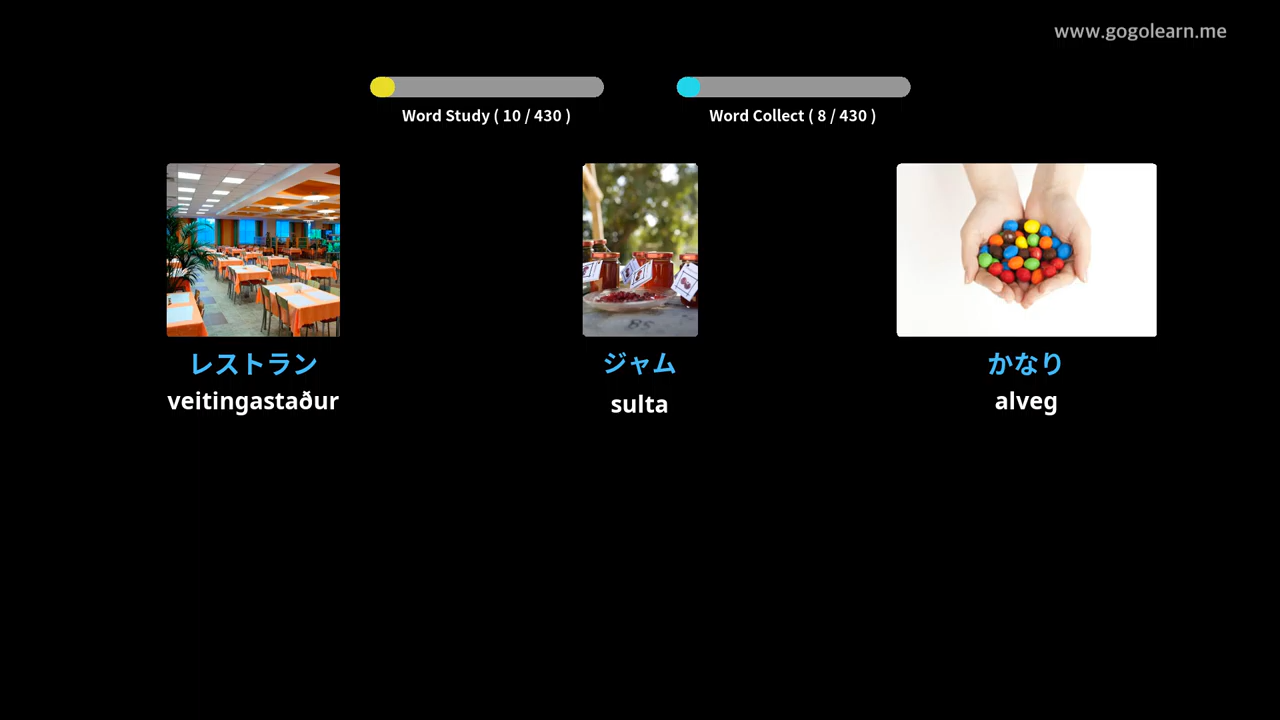 www.gogolearn.me
Word Study ( 10 / 430 )
Word Collect ( 8 / 430 )
レストラン
veitingastaður
ジャム
sulta
かなり
alveg